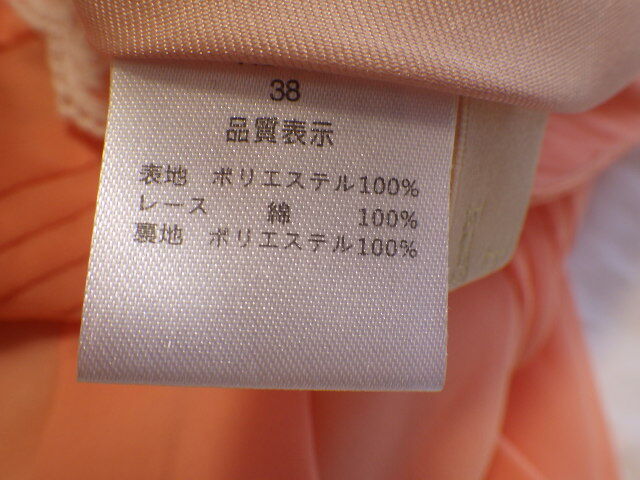 38
品質表示
表地 ポリエステル100%
レース 綿 100%
裏地 ポリエステル100%